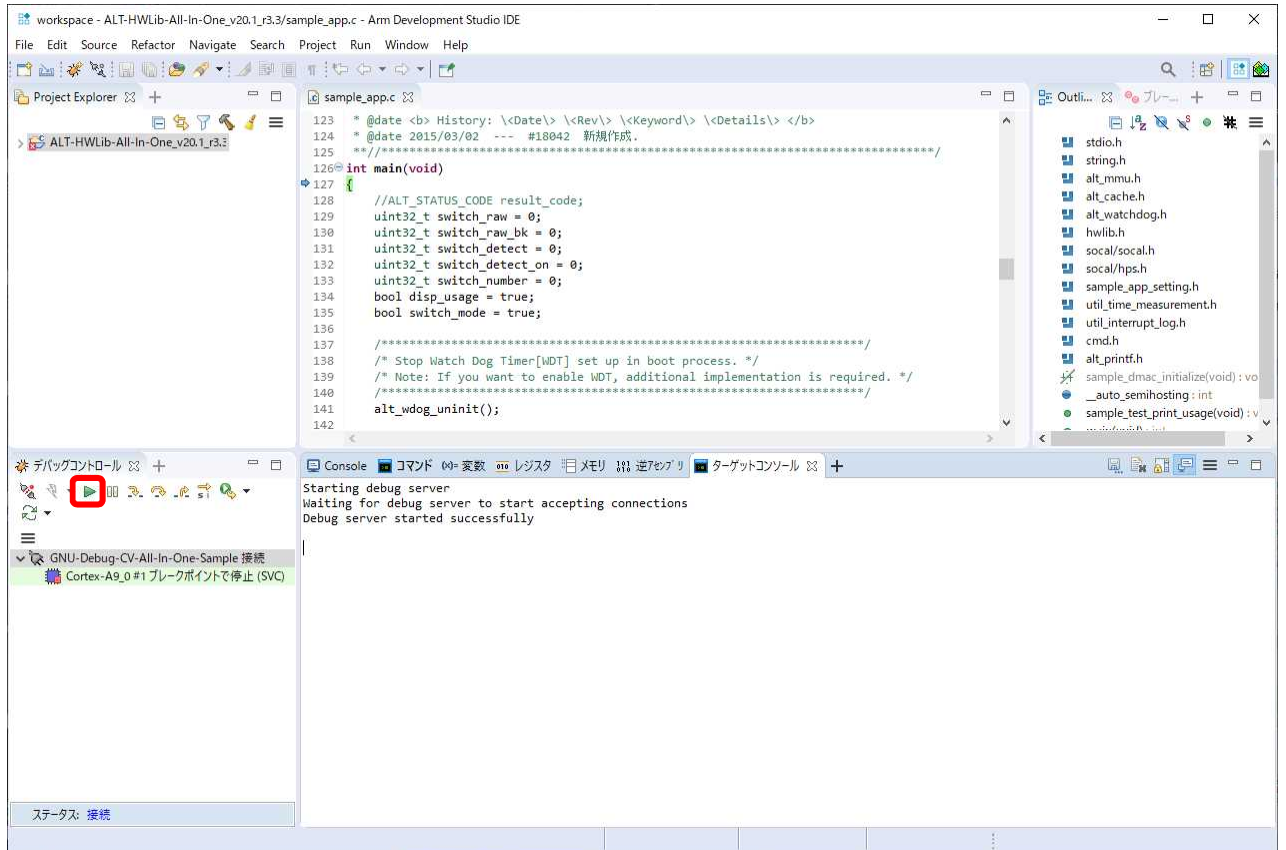 workspace - ALT-HWLib-All-In-One_v20.1_r3.3/sample_app.c - Arm Development Studio IDE
File Edit Source Refactor Navigate Search Project Run Window Help
Project Explorer
ALT-HWLib-All-In-One_v20.1_r3.3
sample_app.c
123 * @date <b> History: \<Date\> \<Rev\> \<Keyword\> \<Details\> </b>
124 * @date 2015/03/02 --- #18042 新規作成.
125 **//*******************************************************************************/
126 int main(void)
127 {
128 //ALT_STATUS_CODE result_code;
129 uint32_t switch_raw = 0;
130 uint32_t switch_raw_bk = 0;
131 uint32_t switch_detect = 0;
132 uint32_t switch_detect_on = 0;
133 uint32_t switch_number = 0;
134 bool disp_usage = true;
135 bool switch_mode = true;
136
137 /*****************************************************************/
138 /* Stop Watch Dog Timer[WDT] set up in boot process. */
139 /* Note: If you want to enable WDT, additional implementation is required. */
140 /*****************************************************************/
141 alt_wdog_uninit();
142
Outli... ブレー...
stdio.h
string.h
alt_mmu.h
alt_cache.h
alt_watchdog.h
hwlib.h
socal/socal.h
socal/hps.h
sample_app_setting.h
util_time_measurement.h
util_interrupt_log.h
cmd.h
alt_printf.h
sample_dmac_initialize(void) : vo
__auto_semihosting : int
sample_test_print_usage(void) : v
デバッグコントロール
GNU-Debug-CV-All-In-One-Sample 接続
Cortex-A9_0 #1 ブレークポイントで停止 (SVC)
ステータス: 接続
Console コマンド (x)= 変数 レジスタ メモリ 逆アセンブリ ターゲットコンソール
Starting debug server
Waiting for debug server to start accepting connections
Debug server started successfully